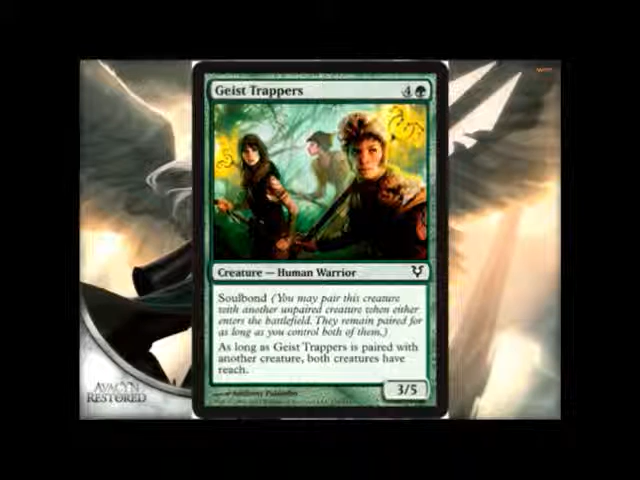 Geist Trappers 4
Creature — Human Warrior
Soulbond (You may pair this creature
with another unpaired creature when either
enters the battlefield. They remain paired for
as long as you control both of them.)
As long as Geist Trappers is paired with
another creature, both creatures have
reach.
3/5
AVACYN
RESTORED